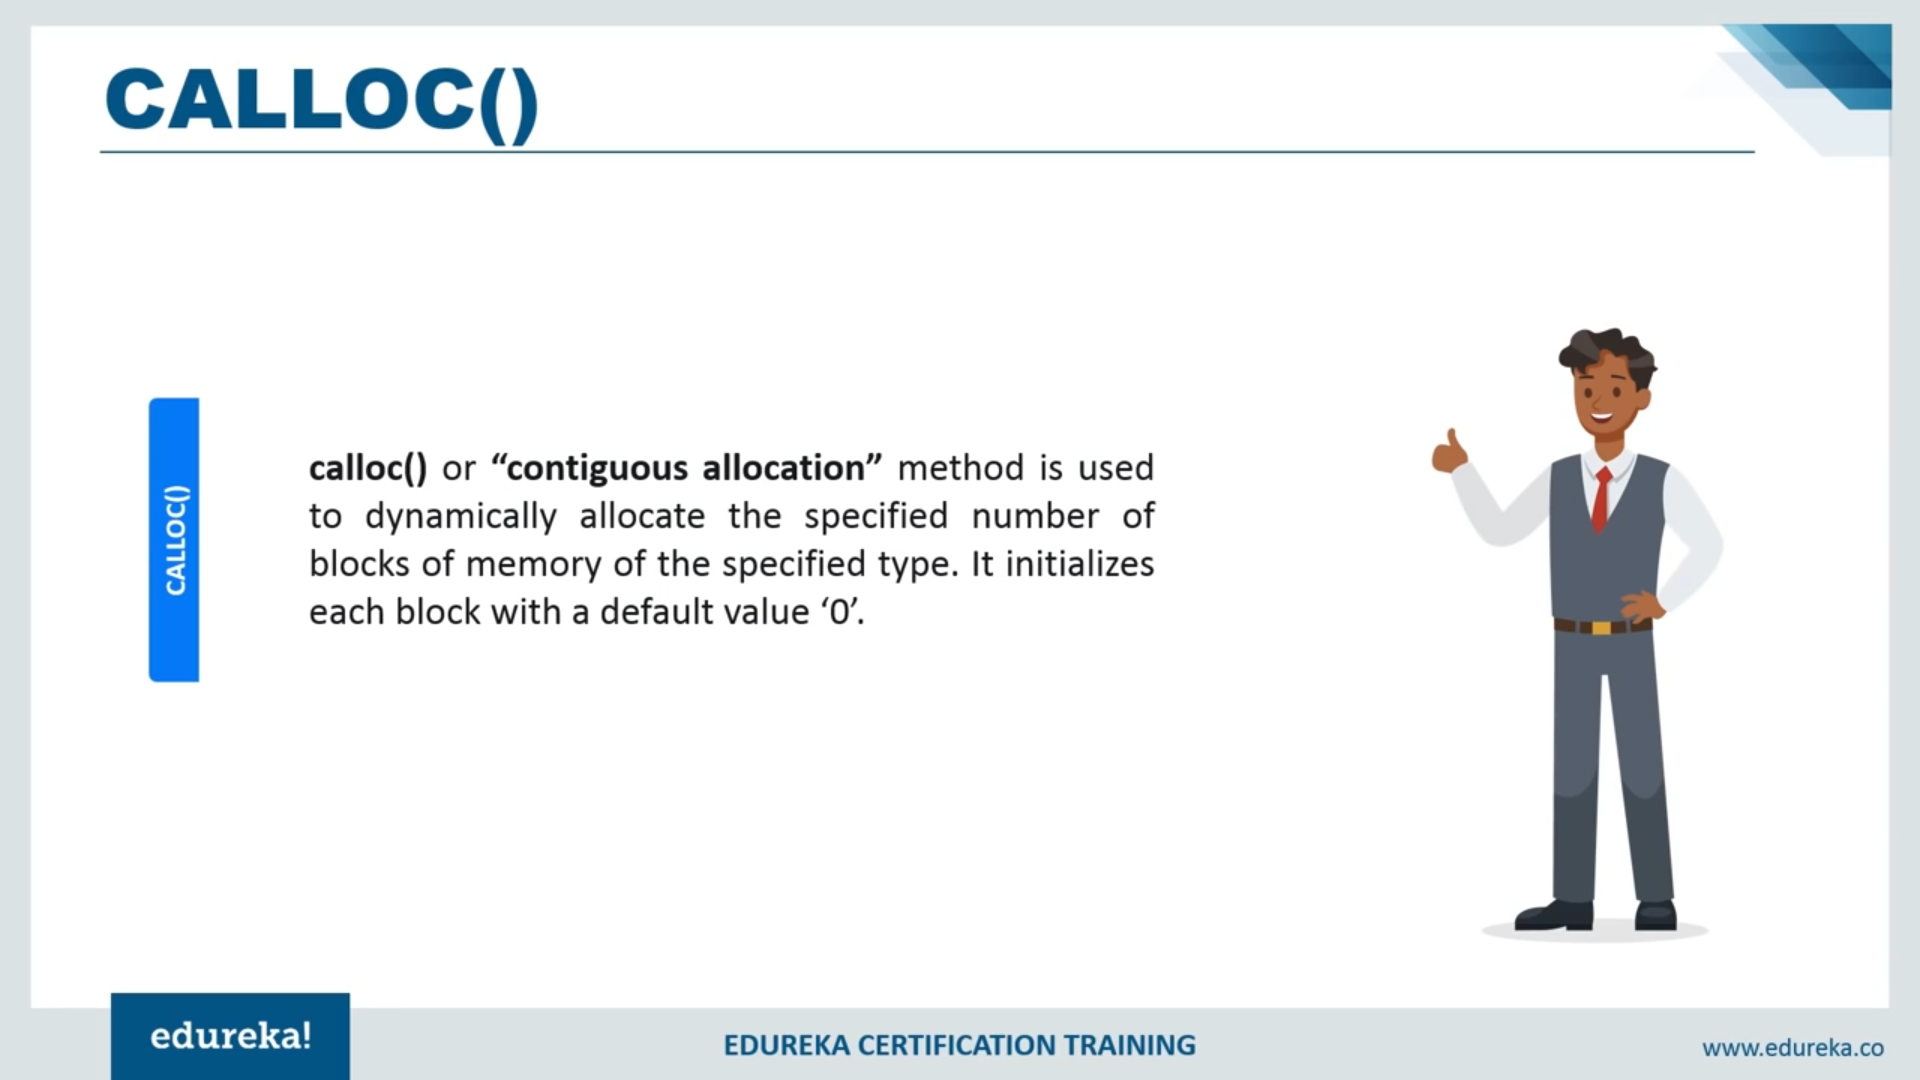 CALLOC()
CALLOC()
calloc() or “contiguous allocation” method is used
to dynamically allocate the specified number of
blocks of memory of the specified type. It initializes
each block with a default value ‘0’.
edureka!
EDUREKA CERTIFICATION TRAINING
www.edureka.co